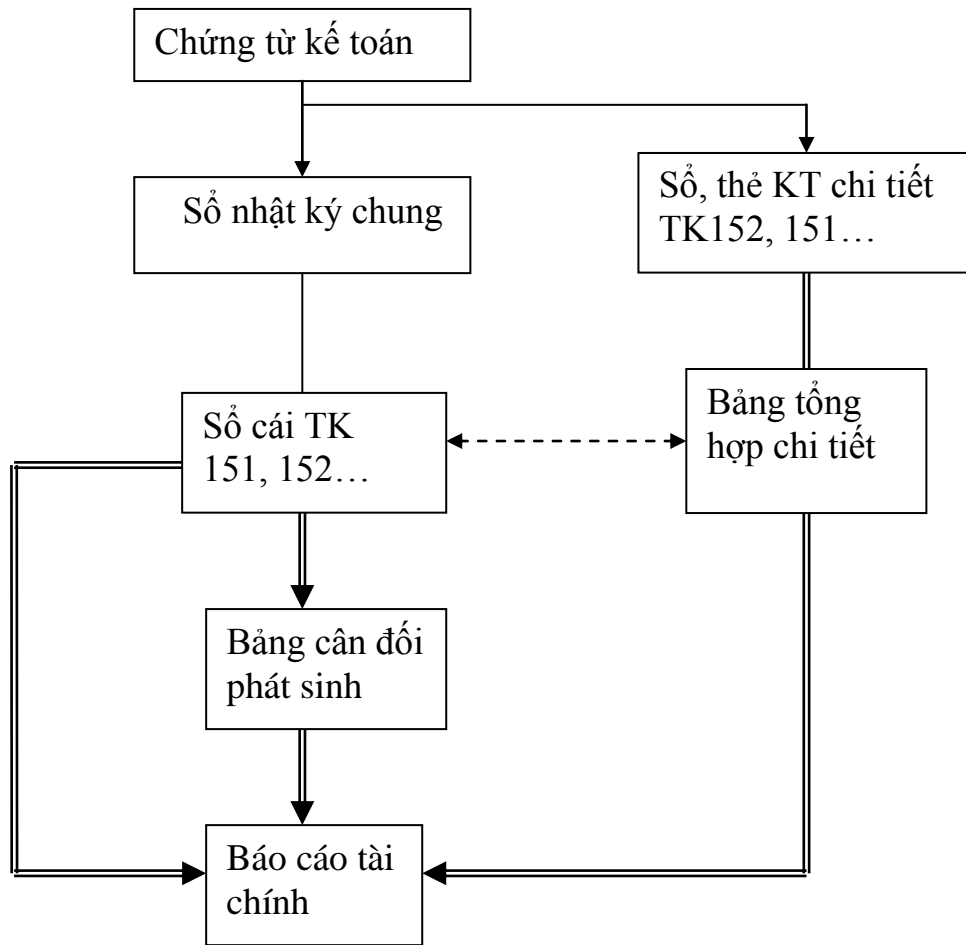 Chứng từ kế toán
Sổ nhật ký chung
Sổ, thẻ KT chi tiết
TK152, 151…
Sổ cái TK
151, 152…
Bảng tổng
hợp chi tiết
Bảng cân đối
phát sinh
Báo cáo tài
chính